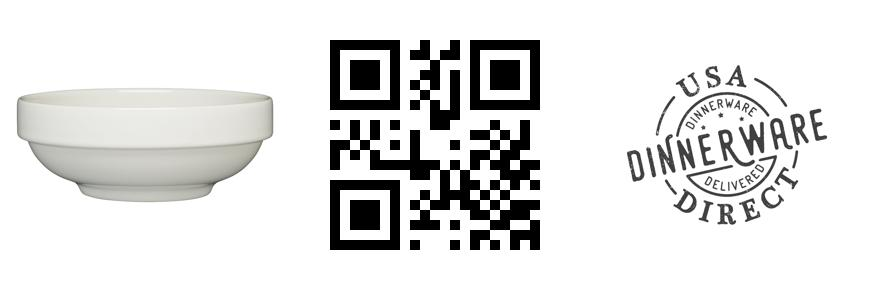 USA
DINNERWARE
DINNERWARE
DELIVERED
DIRECT